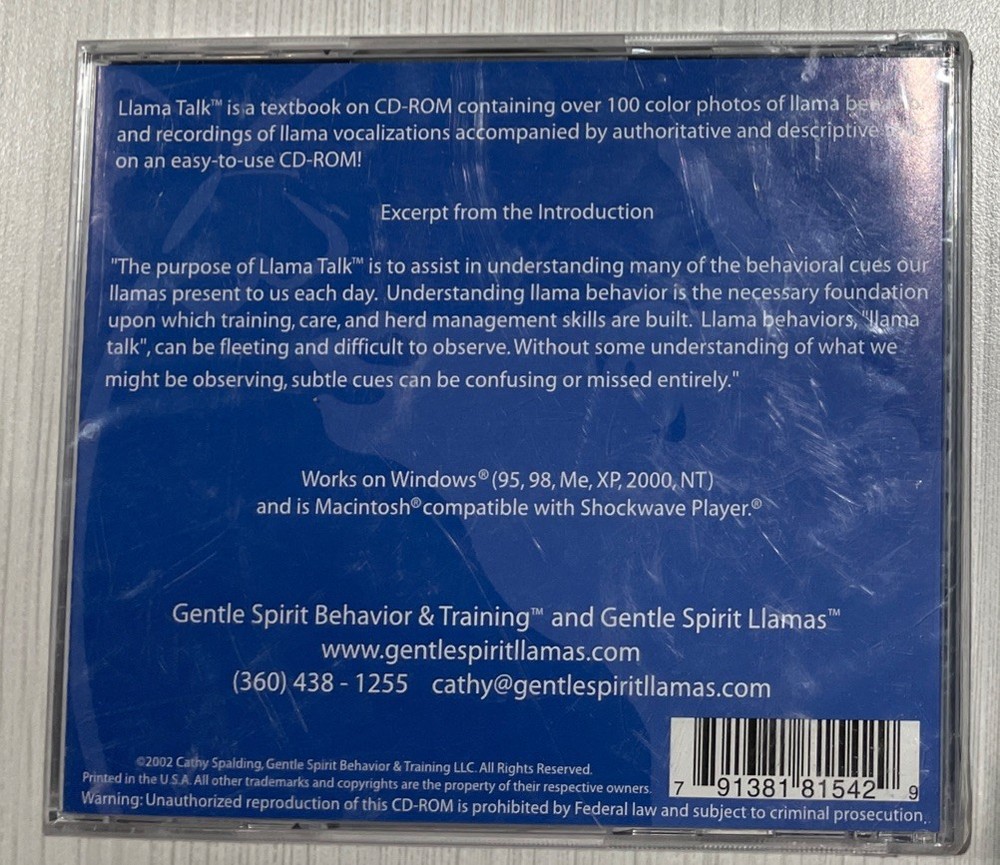 Llama Talk™ is a textbook on CD-ROM containing over 100 color photos of llama
and recordings of llama vocalizations accompanied by authoritative and descriptive
on an easy-to-use CD-ROM!
Excerpt from the Introduction
"The purpose of Llama Talk™ is to assist in understanding many of the behavioral cues our
llamas present to us each day. Understanding llama behavior is the necessary foundation
upon which training, care, and herd management skills are built. Llama behaviors, "llama
talk", can be fleeting and difficult to observe. Without some understanding of what we
might be observing, subtle cues can be confusing or missed entirely."
Works on Windows® (95, 98, Me, XP, 2000, NT)
and is Macintosh® compatible with Shockwave Player.®
Gentle Spirit Behavior & Training™ and Gentle Spirit Llamas™
www.gentlespiritllamas.com
(360) 438 - 1255 cathy@gentlespiritllamas.com
©2002 Cathy Spalding, Gentle Spirit Behavior & Training LLC. All Rights Reserved.
Printed in the U.S.A. All other trademarks and copyrights are the property of their respective owners.
Warning: Unauthorized reproduction of this CD-ROM is prohibited by Federal law and subject to criminal prosecution.
7 91381 81542 9